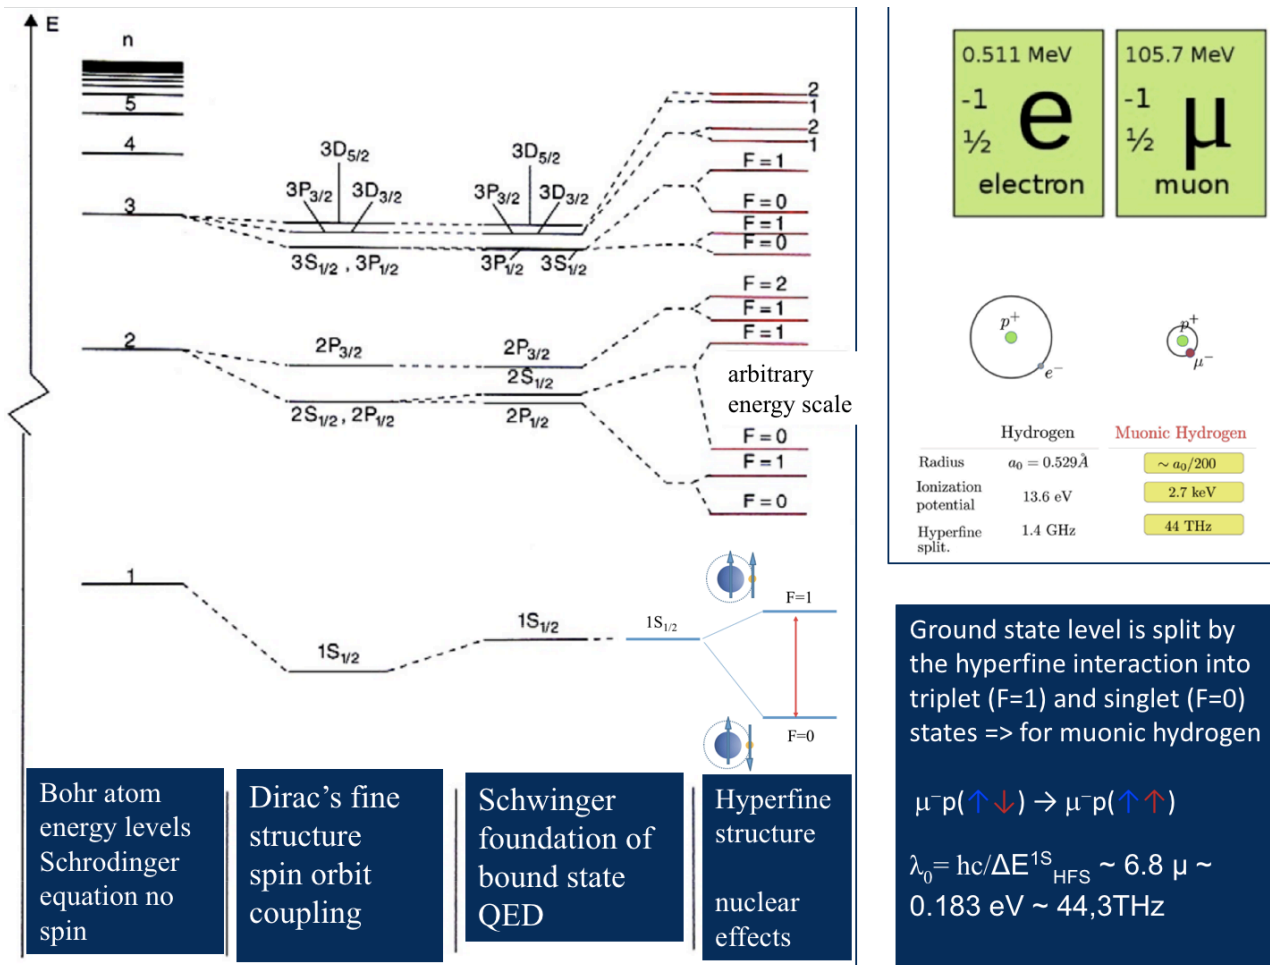 E
n
5
4
3
2
1
3D5/2
3P3/2 3D3/2
3S1/2 , 3P1/2
2P3/2
2S1/2 , 2P1/2
1S1/2
3D5/2
3P3/2 3D3/2
3P1/2 3S1/2
2P3/2
2S1/2
2P1/2
1S1/2
2
1
2
1
F = 1
F = 0
F = 1
F = 0
F = 2
F = 1
F = 1
arbitrary
energy scale
F = 0
F = 1
F = 0
1S1/2
F=1
F=0
Bohr atom
energy levels
Schrodinger
equation no
spin
Dirac’s fine
structure
spin orbit
coupling
Schwinger
foundation of
bound state
QED
Hyperfine
structure
nuclear
effects
0.511 MeV
-1
½
e
electron
105.7 MeV
-1
½
μ
muon
p+
e−
p+
μ−
Hydrogen Muonic Hydrogen
Radius a0 = 0.529Å ~ a0/200
Ionization
potential 13.6 eV 2.7 keV
Hyperfine
split. 1.4 GHz 44 THz
Ground state level is split by
the hyperfine interaction into
triplet (F=1) and singlet (F=0)
states => for muonic hydrogen
μ−p(↑↓) → μ−p(↑↑)
λ0= hc/ΔE1SHFS ~ 6.8 μ ~
0.183 eV ~ 44,3THz